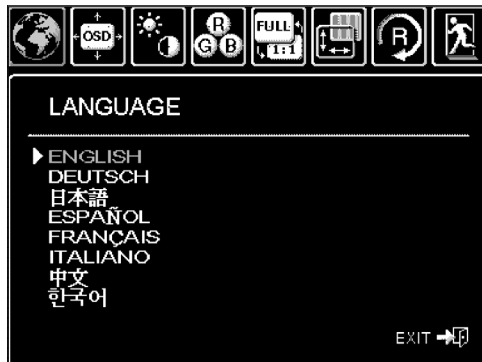 OSD
R
G B
FULL
1:1
R
LANGUAGE
ENGLISH
DEUTSCH
日本語
ESPAÑOL
FRANÇAIS
ITALIANO
中文
한국어
EXIT